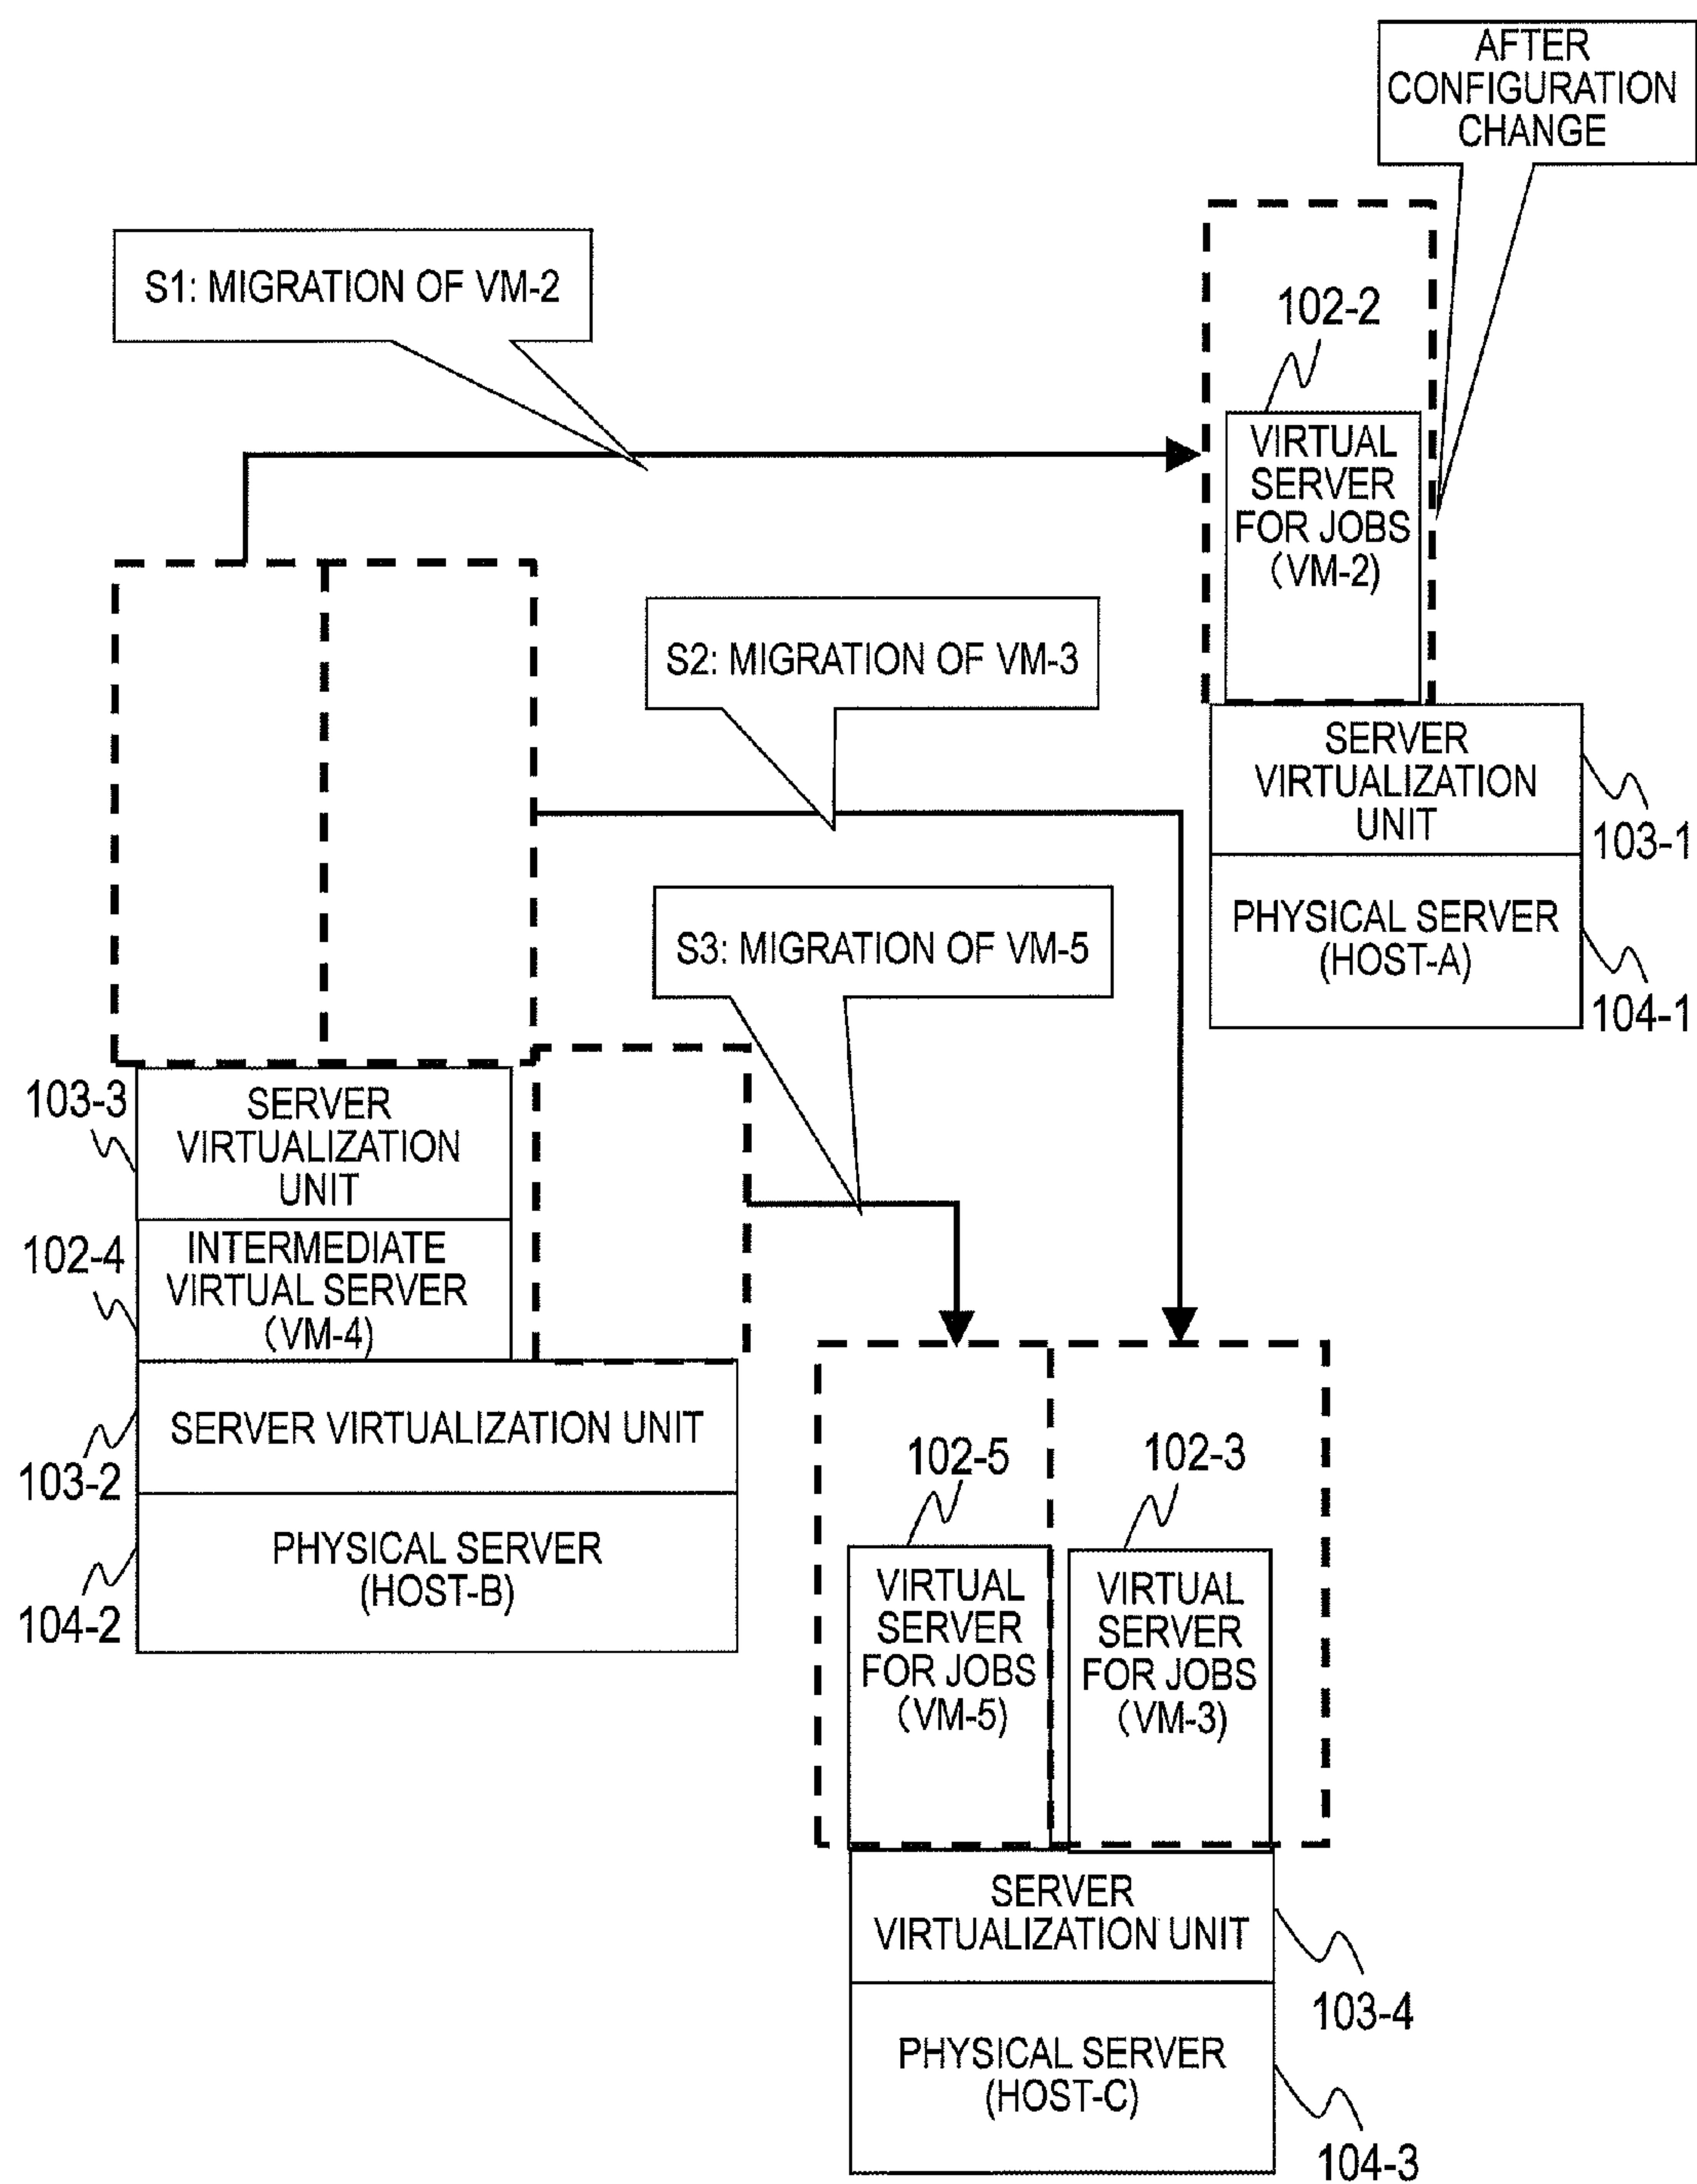 AFTER
CONFIGURATION
CHANGE
S1: MIGRATION OF VM-2
102-2
VIRTUAL
SERVER
FOR JOBS
(VM-2)
S2: MIGRATION OF VM-3
SERVER
VIRTUALIZATION
UNIT
103-1
S3: MIGRATION OF VM-5
PHYSICAL SERVER
(HOST-A)
104-1
103-3
SERVER
VIRTUALIZATION
UNIT
102-4
INTERMEDIATE
VIRTUAL SERVER
(VM-4)
SERVER VIRTUALIZATION UNIT
103-2
PHYSICAL SERVER
(HOST-B)
104-2
102-5
102-3
VIRTUAL
SERVER
FOR JOBS
(VM-5)
VIRTUAL
SERVER
FOR JOBS
(VM-3)
SERVER
VIRTUALIZATION UNIT
103-4
PHYSICAL SERVER
(HOST-C)
104-3